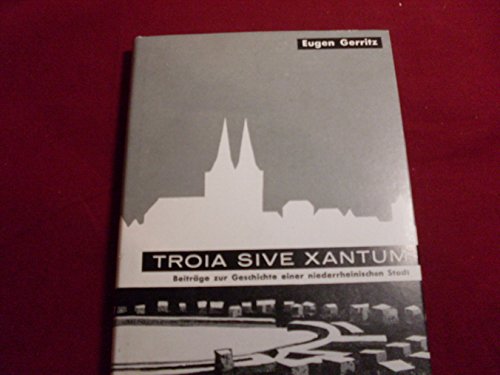 Eugen Gerritz
TROIA SIVE XANTUM
Beiträge zur Geschichte einer niederrheinischen Stadt